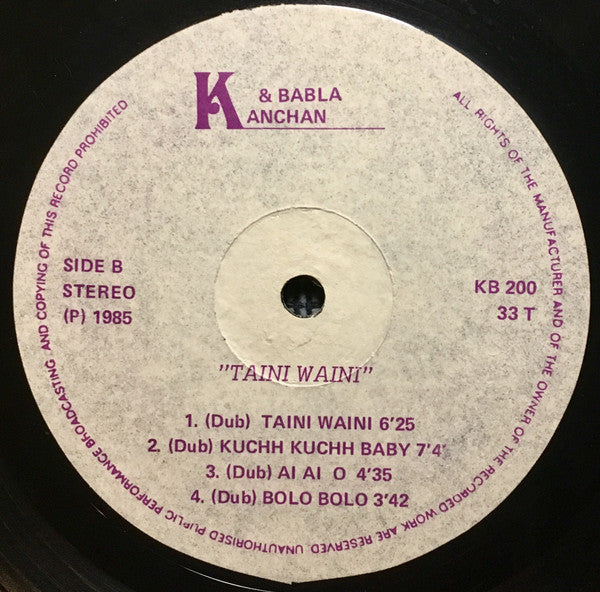 K & BABLA
ANCHAN
ALL RIGHTS OF THE MANUFACTURER AND OF THE OWNER OF THE RECORDED WORK ARE RESERVED. UNAUTHORISED PUBLIC PERFORMANCE BROADCASTING AND COPYING OF THIS RECORD PROHIBITED
SIDE B
STEREO
(P) 1985
KB 200
33 T
"TAINI WAINI"
1. (Dub) TAINI WAINI 6'25
2. (Dub) KUCHH KUCHH BABY 7'4
3. (Dub) AI AI O 4'35
4. (Dub) BOLO BOLO 3'42